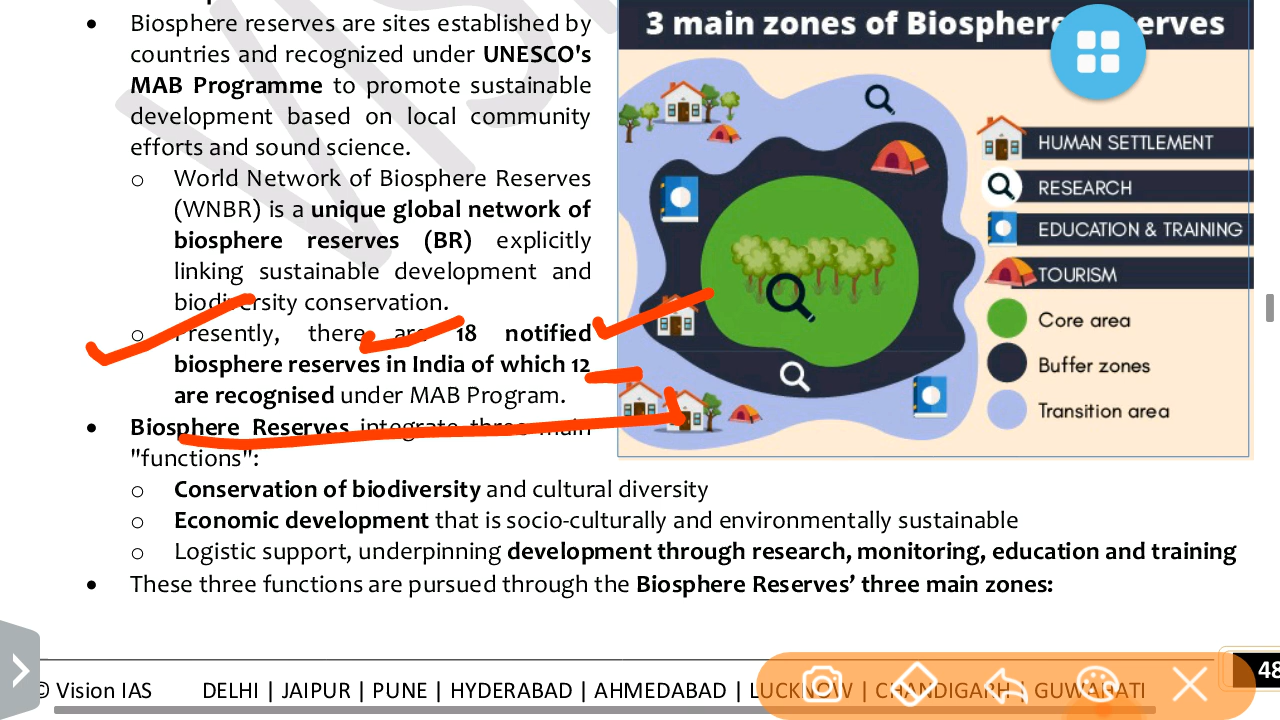 Biosphere reserves are sites established by
countries and recognized under UNESCO's
MAB Programme to promote sustainable
development based on local community
efforts and sound science.
o World Network of Biosphere Reserves
(WNBR) is a unique global network of
biosphere reserves (BR) explicitly
linking sustainable development and
biodiversity conservation.
o Presently, there are 18 notified
biosphere reserves in India of which 12
are recognised under MAB Program.
• Biosphere Reserves integrate three main
"functions":
o Conservation of biodiversity and cultural diversity
o Economic development that is socio-culturally and environmentally sustainable
o Logistic support, underpinning development through research, monitoring, education and training
• These three functions are pursued through the Biosphere Reserves’ three main zones:
3 main zones of Biosphere erves
HUMAN SETTLEMENT
RESEARCH
EDUCATION & TRAINING
TOURISM
Core area
Buffer zones
Transition area
© Vision IAS
DELHI | JAIPUR | PUNE | HYDERABAD | AHMEDABAD | LUCKNOW | CHANDIGARH | GUWAHATI
48